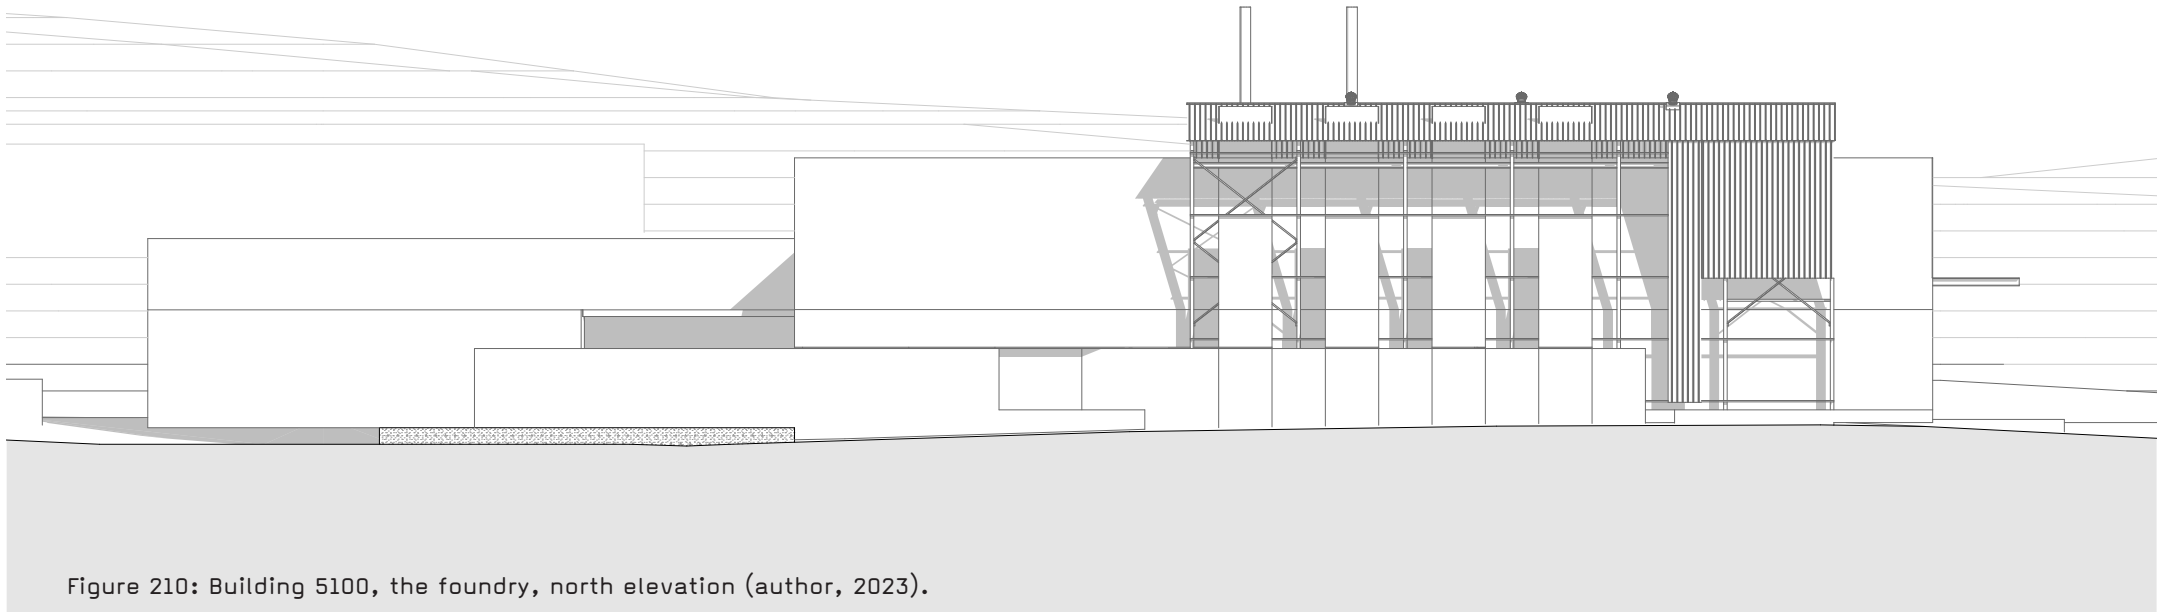 Figure 210: Building 5100, the foundry, north elevation (author, 2023).